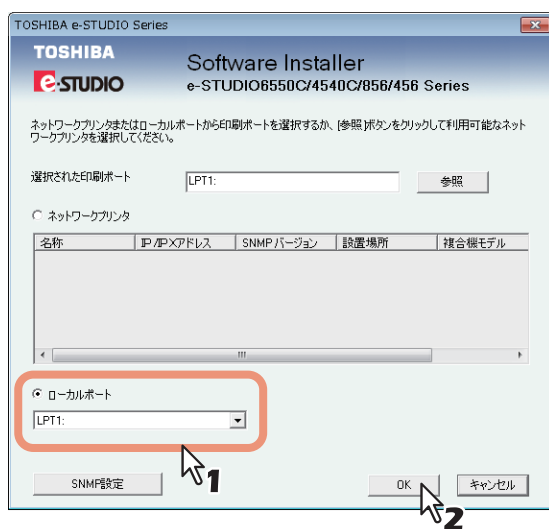 TOSHIBA e-STUDIO Series
TOSHIBA
e-STUDIO
Software Installer
e-STUDIO6550C/4540C/856/456 Series
ネットワークプリンタまたはローカルポートから印刷ポートを選択するか、[参照]ボタンをクリックして利用可能なネット
ワークプリンタを選択してください。
選択された印刷ポート
LPT1:
参照
ネットワークプリンタ
名称 IP/IPXアドレス SNMPバージョン 設置場所 複合機モデル
ローカルポート
LPT1:
1
SNMP設定
OK
キャンセル
2